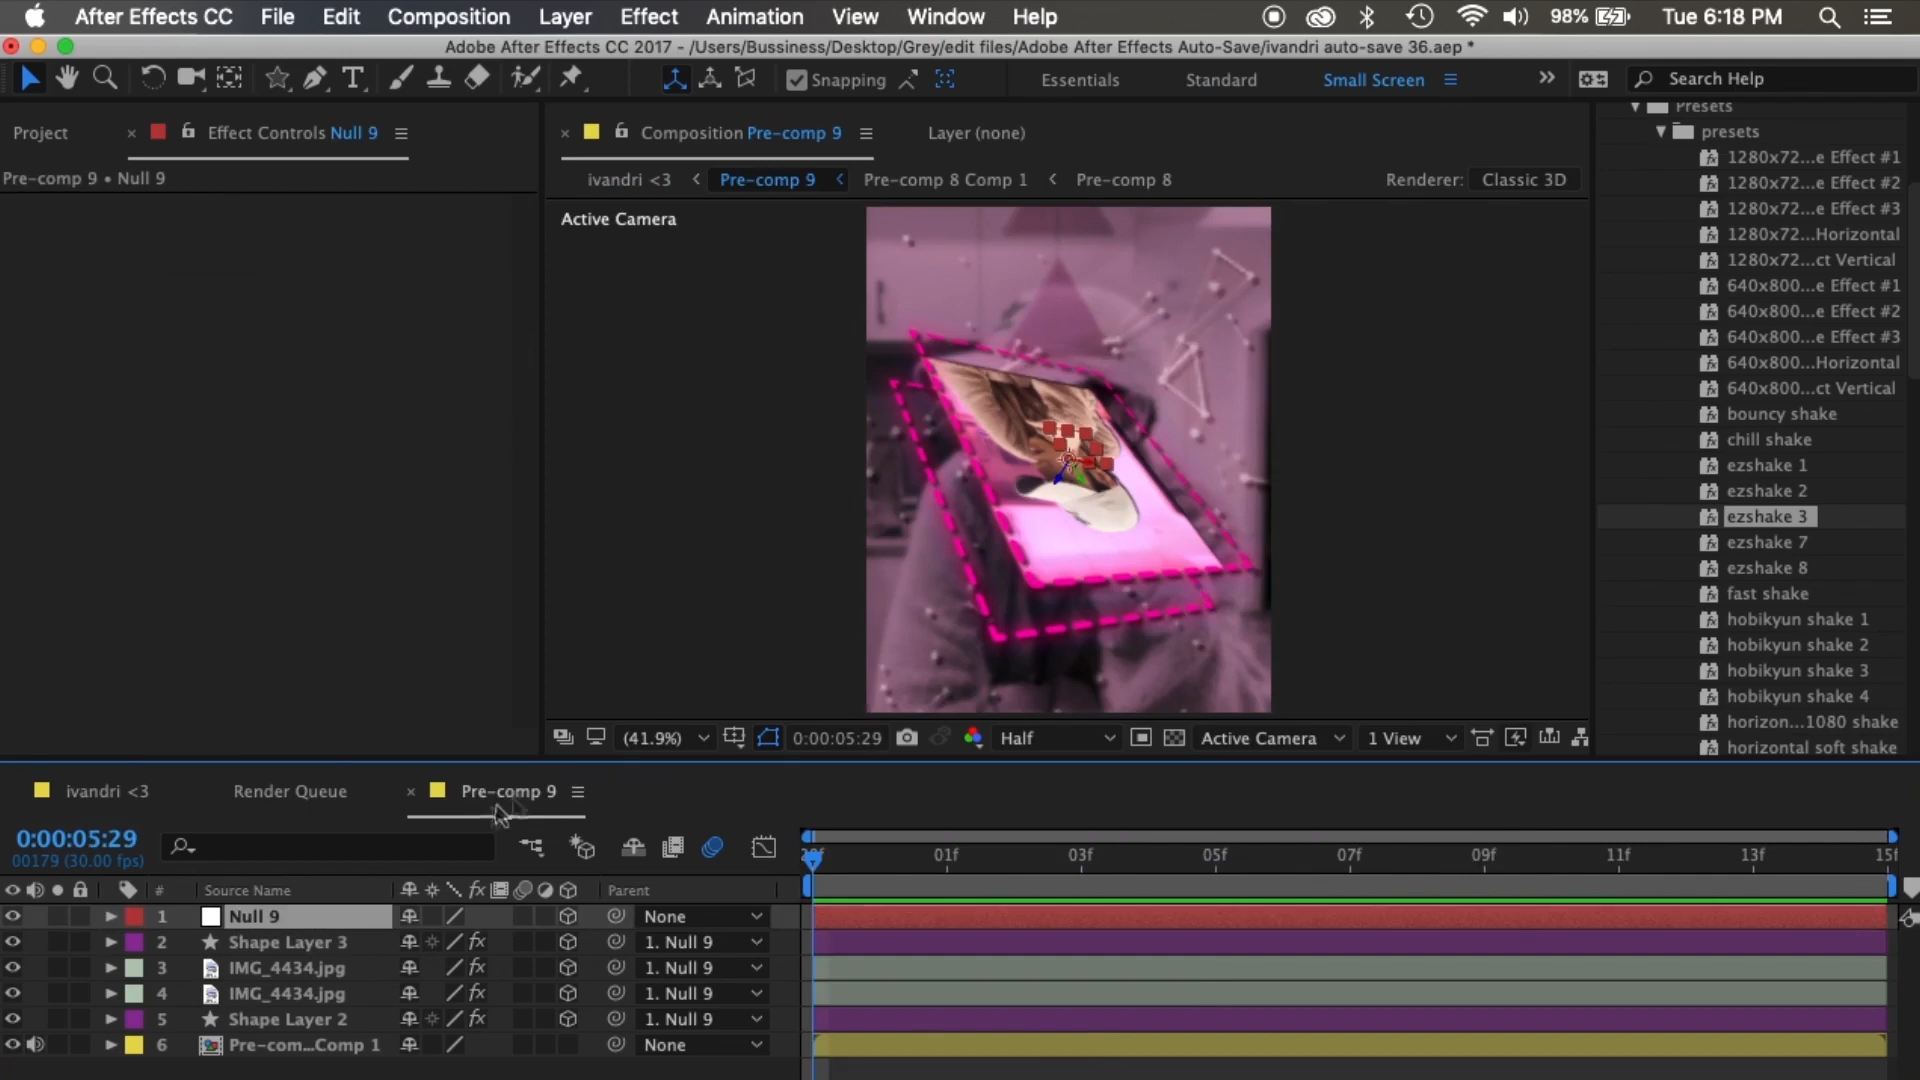 After Effects CC File Edit Composition Layer Effect Animation View Window Help 98% Tue 6:18 PM
Adobe After Effects CC 2017 - /Users/Bussiness/Desktop/Grey/edit files/Adobe After Effects Auto-Save/ivandri auto-save 36.aep *
Snapping Essentials Standard Small Screen Search Help
Project Effect Controls Null 9 Composition Pre-comp 9 Layer (none)
Pre-comp 9 • Null 9
ivandri <3 Pre-comp 9 Pre-comp 8 Comp 1 Pre-comp 8 Renderer: Classic 3D
Active Camera
Presets
presets
1280x72...e Effect #1
1280x72...e Effect #2
1280x72...e Effect #3
1280x72...Horizontal
1280x72...ct Vertical
640x800...e Effect #1
640x800...e Effect #2
640x800...e Effect #3
640x800...Horizontal
640x800...ct Vertical
bouncy shake
chill shake
ezshake 1
ezshake 2
ezshake 3
ezshake 7
ezshake 8
fast shake
hobikyun shake 1
hobikyun shake 2
hobikyun shake 3
hobikyun shake 4
horizon...1080 shake
horizontal soft shake
(41.9%) 0:00:05:29 Half Active Camera 1 View
ivandri <3 Render Queue Pre-comp 9
0:00:05:29
00179 (30.00 fps)
01f 03f 05f 07f 09f 11f 13f 15f
# Source Name Parent
1 Null 9 None
2 Shape Layer 3 1. Null 9
3 IMG_4434.jpg 1. Null 9
4 IMG_4434.jpg 1. Null 9
5 Shape Layer 2 1. Null 9
6 Pre-com...Comp 1 None